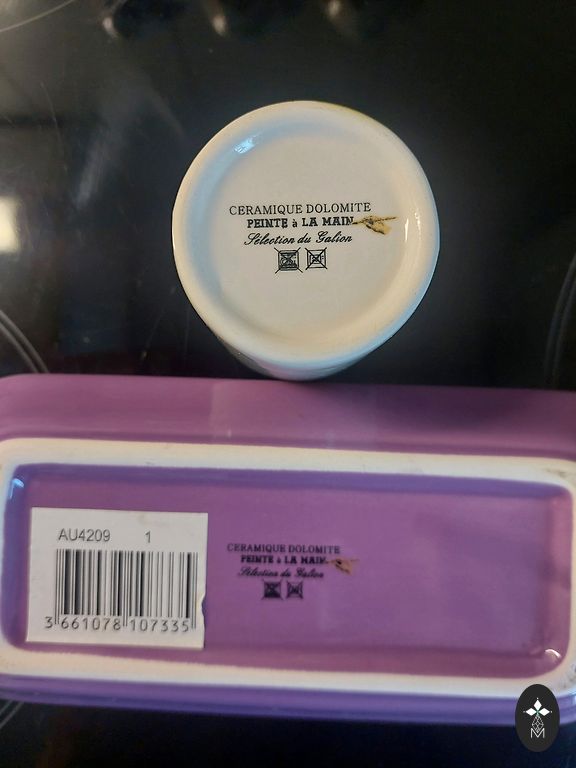 CERAMIQUE DOLOMITE
PEINTE à LA MAIN
Sélection du Galion
AU4209 1
3 661078 107335
CERAMIQUE DOLOMITE
PEINTE à LA MAIN
Sélection du Galion
M